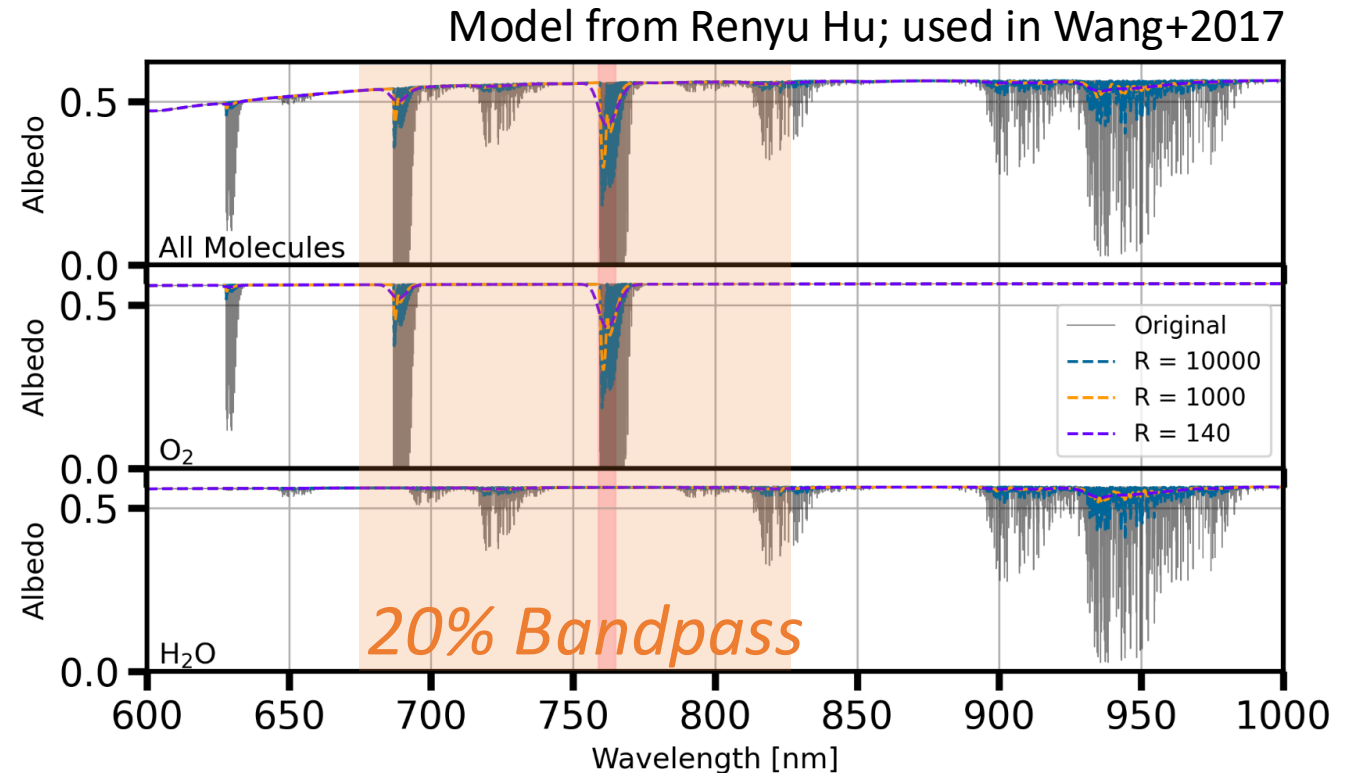 Model from Renyu Hu; used in Wang+2017
Albedo
0.5
0.0
All Molecules
Albedo
0.5
0.0
O₂
Original
R = 10000
R = 1000
R = 140
Albedo
0.5
0.0
H₂O
20% Bandpass
600 650 700 750 800 850 900 950 1000
Wavelength [nm]